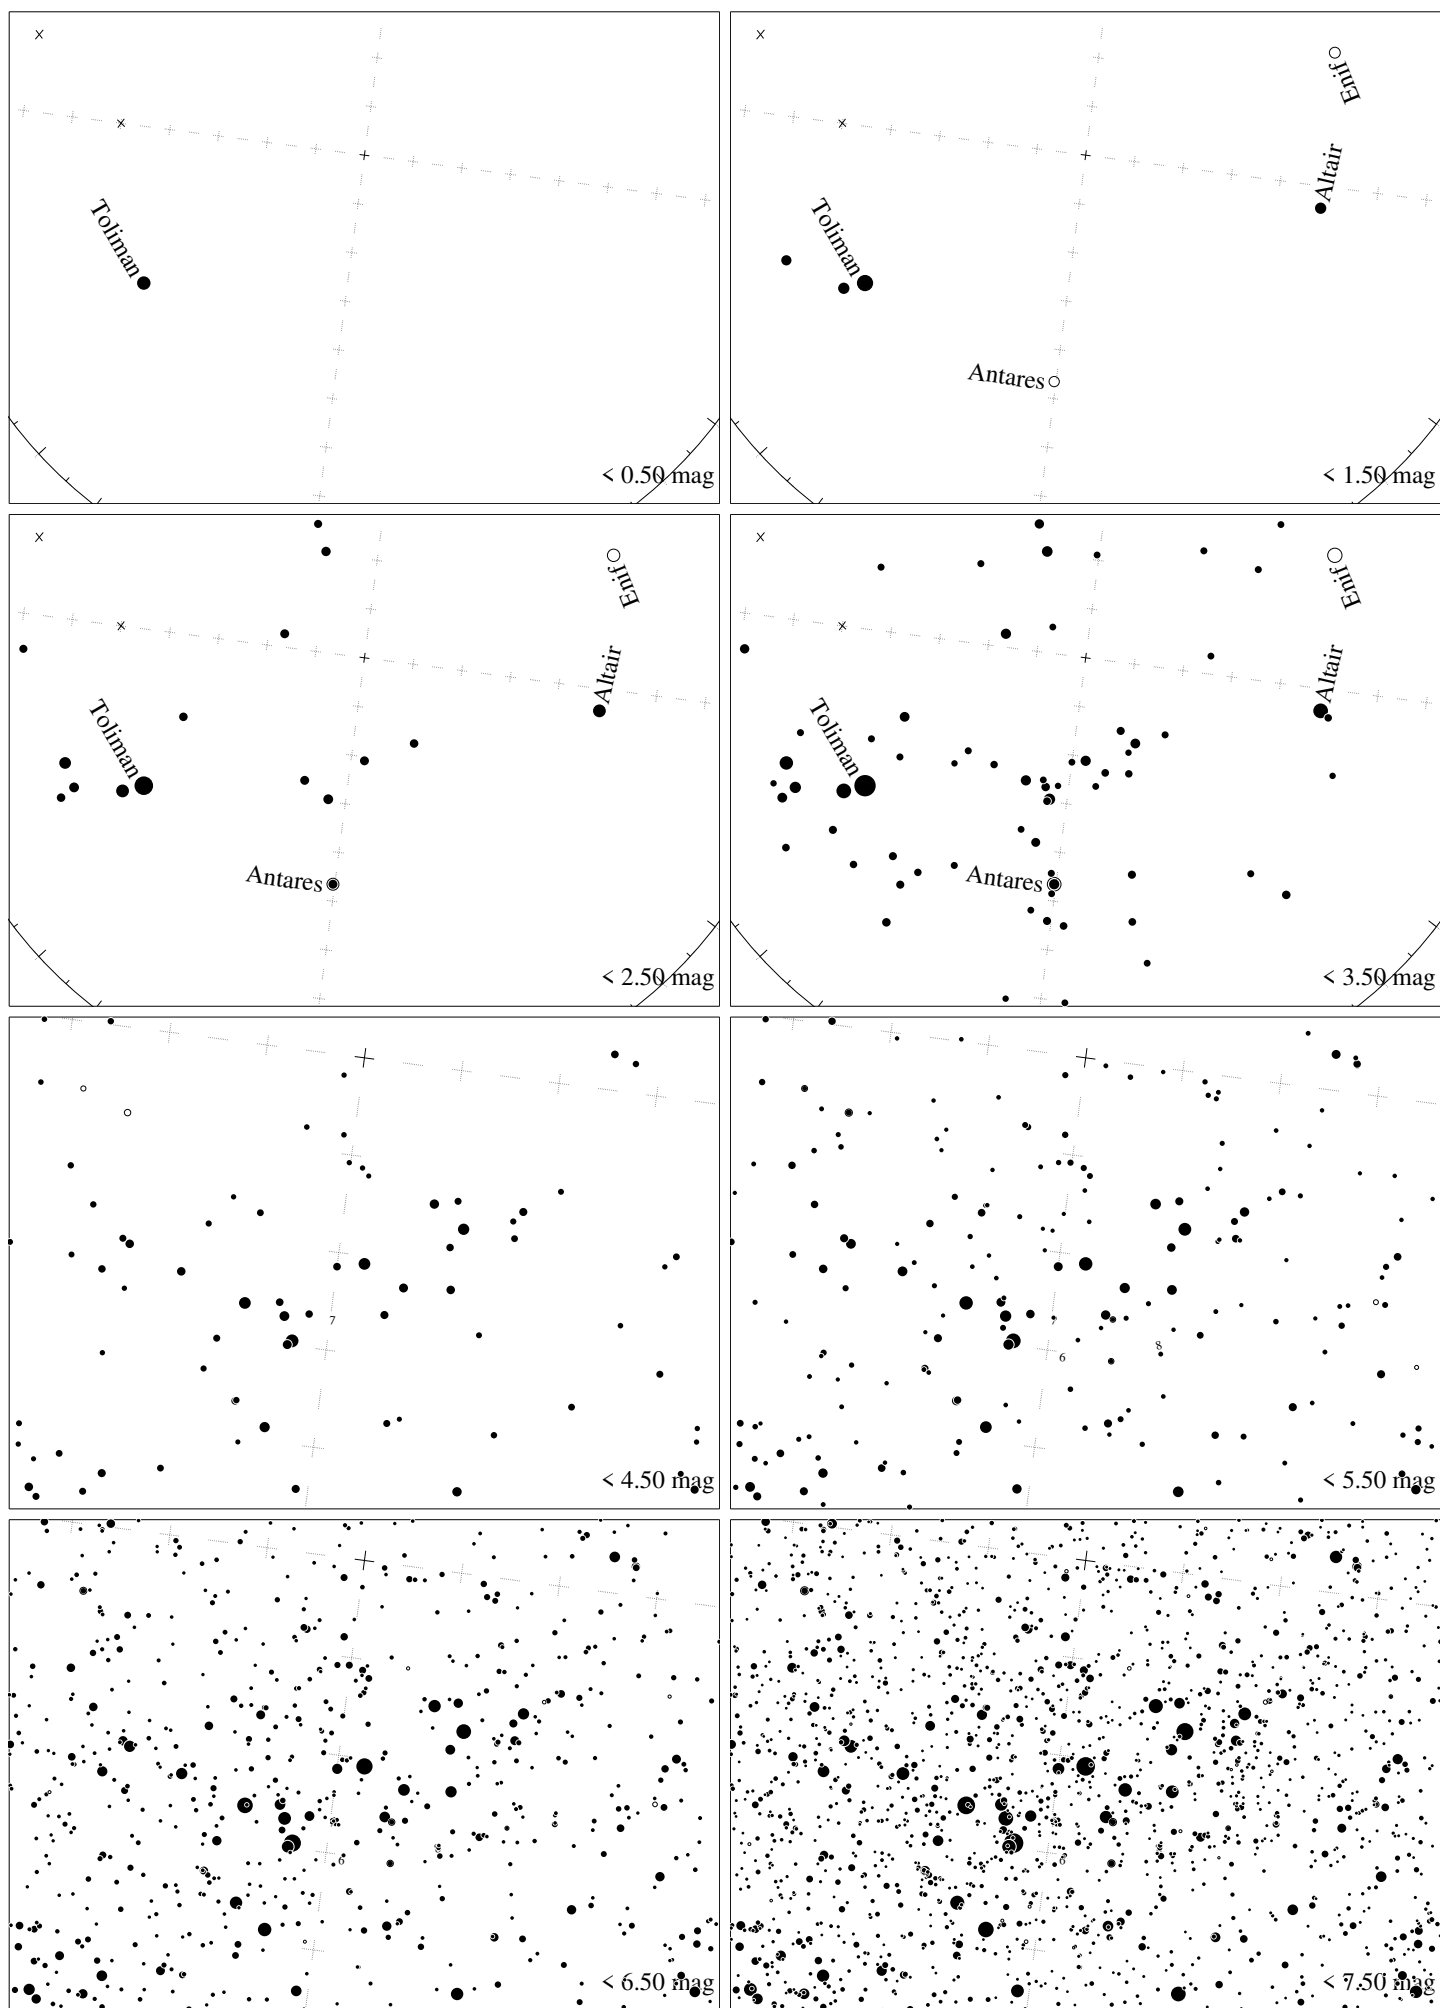 Toliman
< 0.50 mag
Enif
Altair
Toliman
Antares
< 1.50 mag
Enif
Altair
Toliman
Antares
< 2.50 mag
Enif
Altair
Toliman
Antares
< 3.50 mag
7
< 4.50 mag
7
8
6
< 5.50 mag
6
< 6.50 mag
6
< 7.50 mag